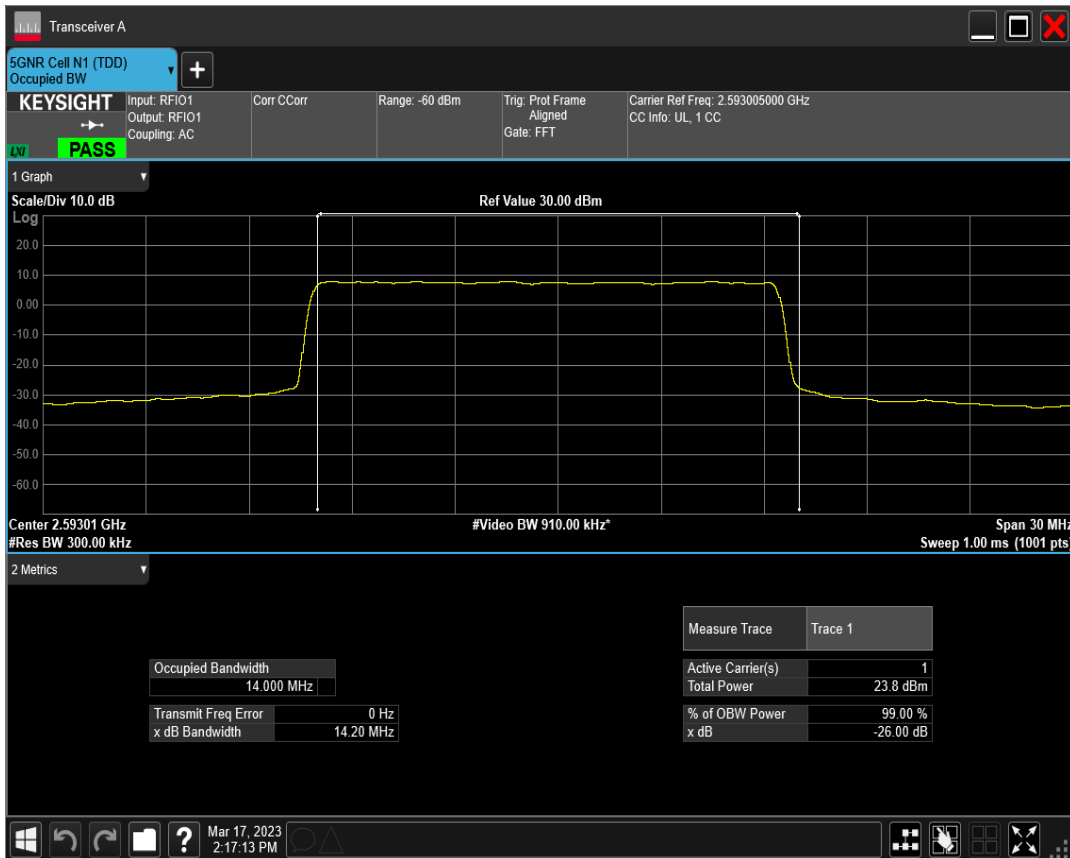 Transceiver A
5GNR Cell N1 (TDD)
Occupied BW
+
KEYSIGHT
LXI
PASS
Input: RFIO1
Output: RFIO1
Coupling: AC
Corr CCorr
Range: -60 dBm
Trig: Prot Frame
Aligned
Gate: FFT
Carrier Ref Freq: 2.593005000 GHz
CC Info: UL, 1 CC
1 Graph
Scale/Div 10.0 dB
Ref Value 30.00 dBm
Log
20.0
10.0
0.00
-10.0
-20.0
-30.0
-40.0
-50.0
-60.0
Center 2.59301 GHz
#Video BW 910.00 kHz*
Span 30 MHz
#Res BW 300.00 kHz
Sweep 1.00 ms (1001 pts)
2 Metrics
Measure Trace Trace 1
Occupied Bandwidth
14.000 MHz
Active Carrier(s) 1
Total Power 23.8 dBm
Transmit Freq Error 0 Hz
x dB Bandwidth 14.20 MHz
% of OBW Power 99.00 %
x dB -26.00 dB
?
Mar 17, 2023
2:17:13 PM